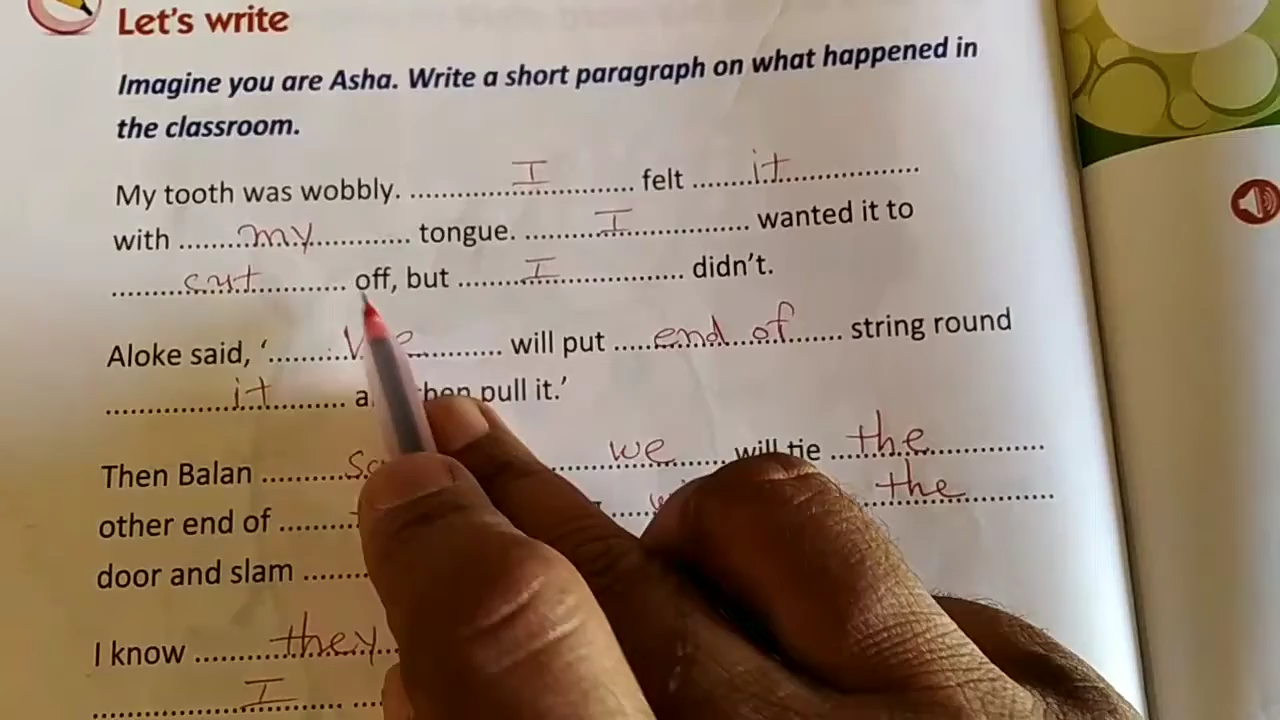 Let's write
Imagine you are Asha. Write a short paragraph on what happened in
the classroom.
My tooth was wobbly. .......... I .......... felt .......... it ..........
with .......... my .......... tongue. .......... I .......... wanted it to
.......... cut .......... off, but .......... I .......... didn't.
Aloke said, '.......... .......... will put .......... end of .......... string round
.......... it .......... pull it.'
Then Balan .......... we .......... will tie .......... the ..........
other end of .......... the ..........
door and slam ..........
I know .......... they ..........
.......... I ..........